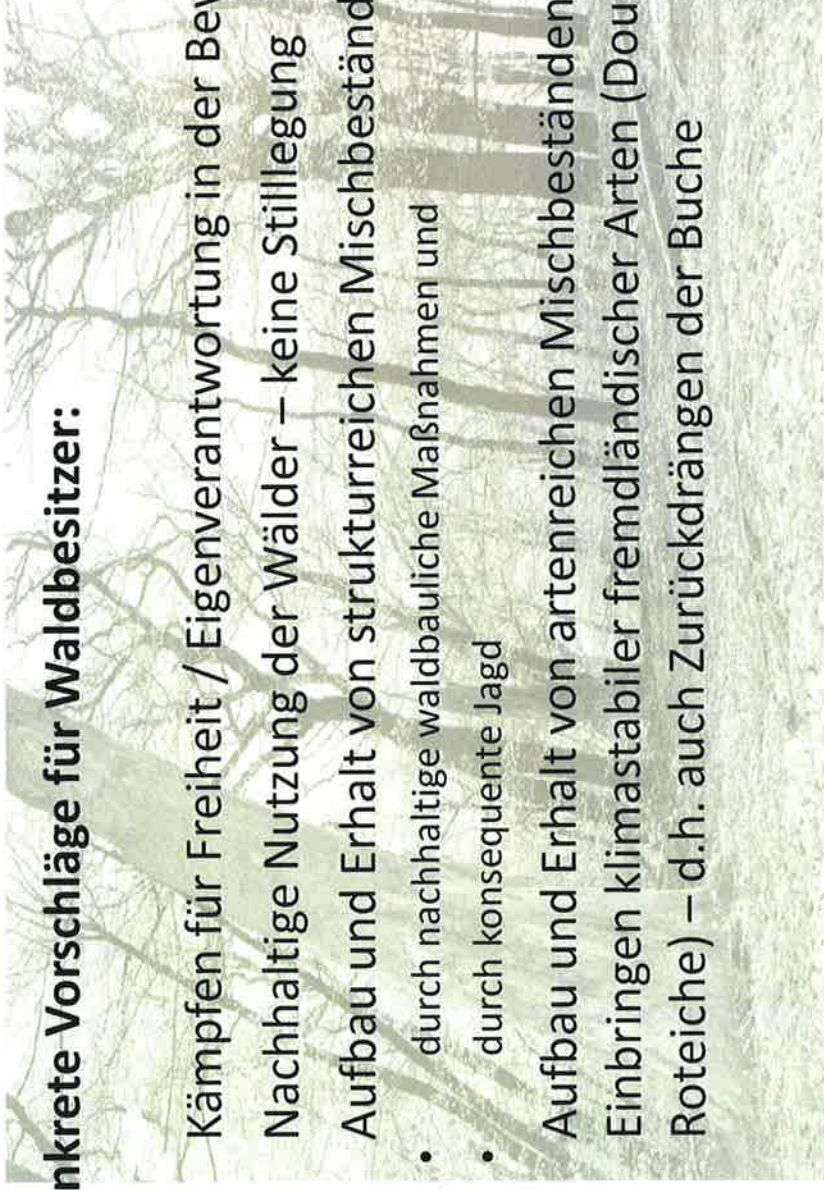 nkrete Vorschläge für Waldbesitzer:
Kämpfen für Freiheit / Eigenverantwortung in der Bev
Nachhaltige Nutzung der Wälder – keine Stilllegung
Aufbau und Erhalt von strukturreichen Mischbeständ
• durch nachhaltige waldbauliche Maßnahmen und
• durch konsequente Jagd
Aufbau und Erhalt von artenreichen Mischbeständen
Einbringen klimastabiler fremdländischer Arten (Dou
Roteiche) – d.h. auch Zurückdrängen der Buche